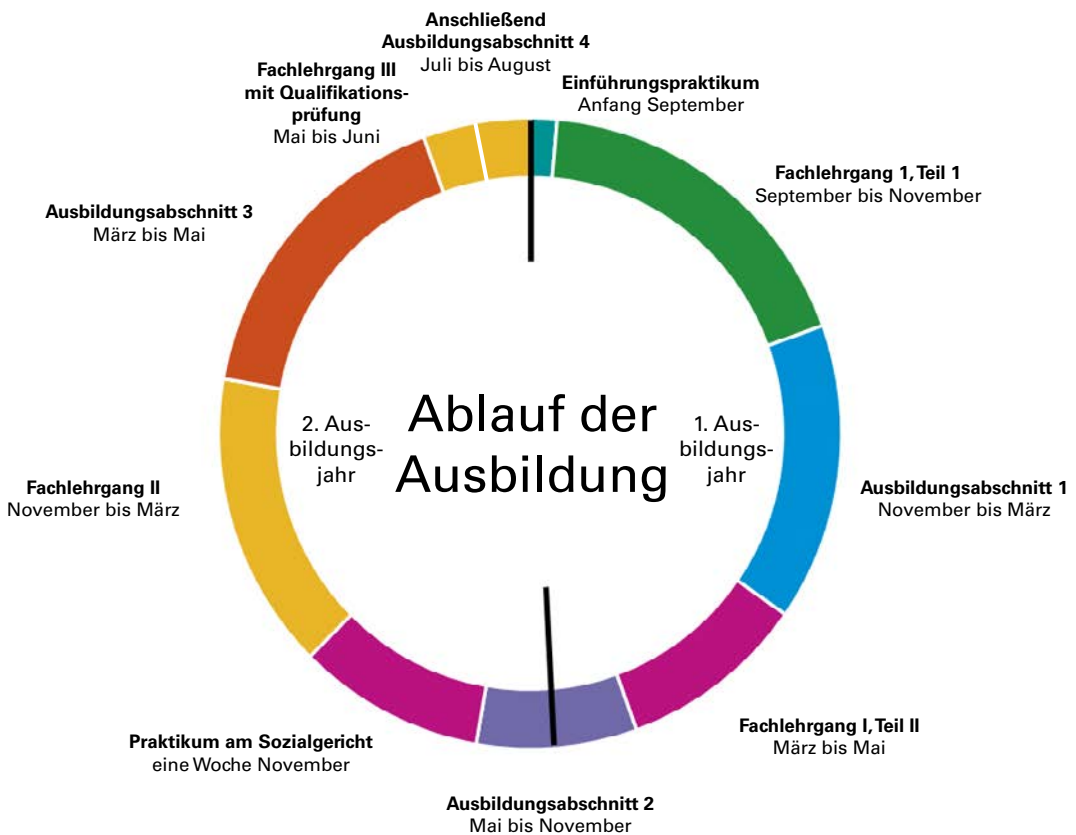 Anschließend
Ausbildungsabschnitt 4
Juli bis August
Einführungspraktikum
Anfang September
Fachlehrgang 1, Teil 1
September bis November
Ausbildungsabschnitt 1
November bis März
Fachlehrgang I, Teil II
März bis Mai
Ausbildungsabschnitt 2
Mai bis November
Praktikum am Sozialgericht
eine Woche November
Fachlehrgang II
November bis März
Ausbildungsabschnitt 3
März bis Mai
Fachlehrgang III
mit Qualifikations-
prüfung
Mai bis Juni
2. Aus-
bildungs-
jahr
Ablauf der
Ausbildung
1. Aus-
bildungs-
jahr